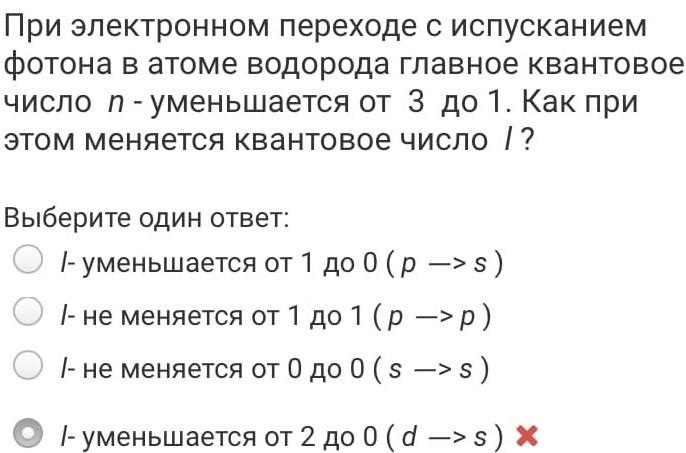 При электронном переходе с испусканием
фотона в атоме водорода главное квантовое
число n - уменьшается от 3 до 1. Как при
этом меняется квантовое число l ?
Выберите один ответ:
l- уменьшается от 1 до 0 ( p —> s )
l- не меняется от 1 до 1 ( p —> p )
l- не меняется от 0 до 0 ( s —> s )
l- уменьшается от 2 до 0 ( d —> s )